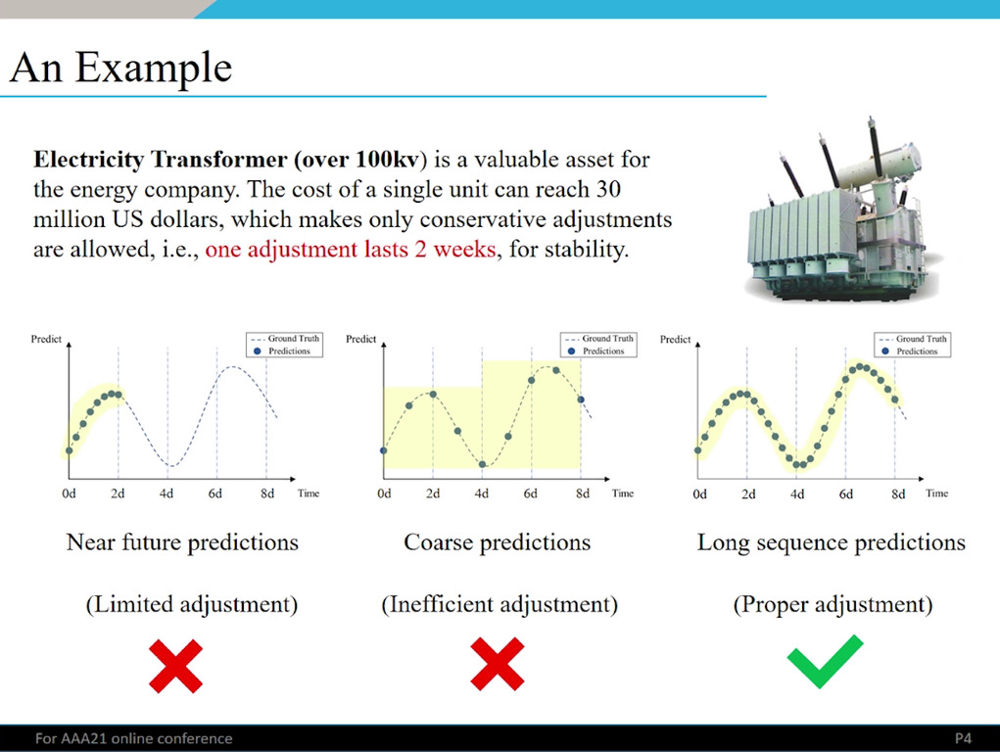 An Example
Electricity Transformer (over 100kv) is a valuable asset for
the energy company. The cost of a single unit can reach 30
million US dollars, which makes only conservative adjustments
are allowed, i.e., one adjustment lasts 2 weeks, for stability.
Predict
Ground Truth
Predictions
0d 2d 4d 6d 8d Time
Predict
Ground Truth
Predictions
0d 2d 4d 6d 8d Time
Predict
Ground Truth
Predictions
0d 2d 4d 6d 8d Time
Near future predictions
Coarse predictions
Long sequence predictions
(Limited adjustment)
(Inefficient adjustment)
(Proper adjustment)
For AAA21 online conference
P4